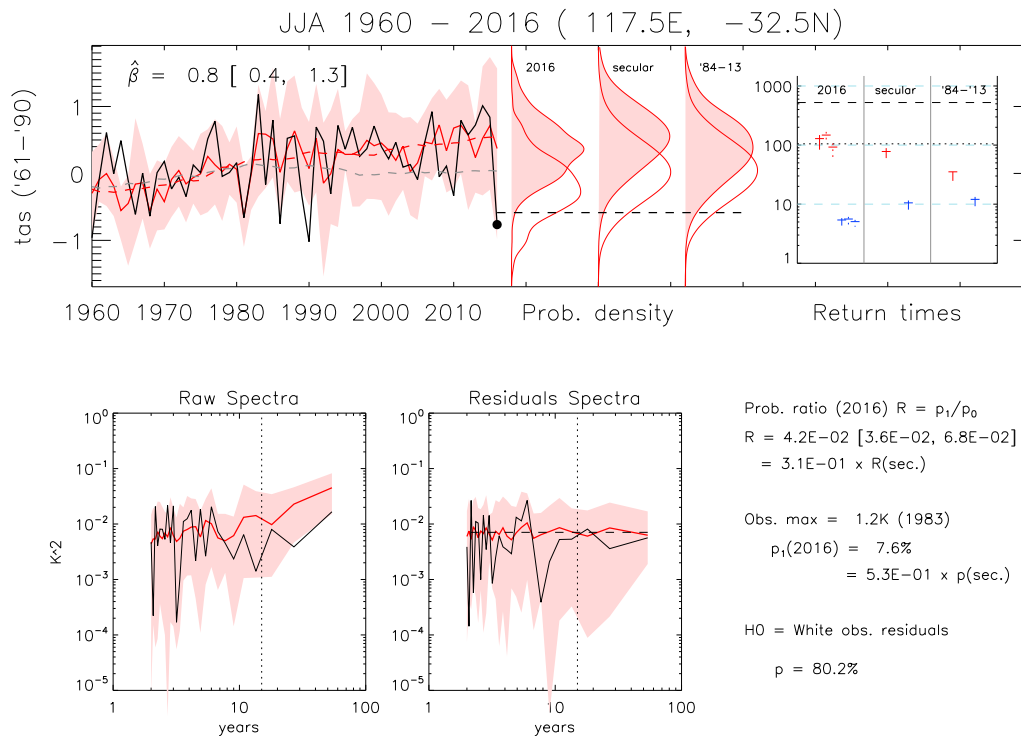 JJA 1960 − 2016 ( 117.5E, −32.5N)
β̂ = 0.8 [ 0.4, 1.3]
2016 secular '84−13
2016 secular '84−'13
tas ('61−'90)
1
0
−1
1000
100
10
1
1960 1970 1980 1990 2000 2010
Prob. density
Return times
Raw Spectra
Residuals Spectra
K^2
10^0
10^−1
10^−2
10^−3
10^−4
10^−5
1 10 100
years
10^0
10^−1
10^−2
10^−3
10^−4
10^−5
1 10 100
years
Prob. ratio (2016) R = p₁/p₀
R = 4.2E−02 [3.6E−02, 6.8E−02]
= 3.1E−01 x R(sec.)
Obs. max = 1.2K (1983)
p₁(2016) = 7.6%
= 5.3E−01 x p(sec.)
H0 = White obs. residuals
p = 80.2%